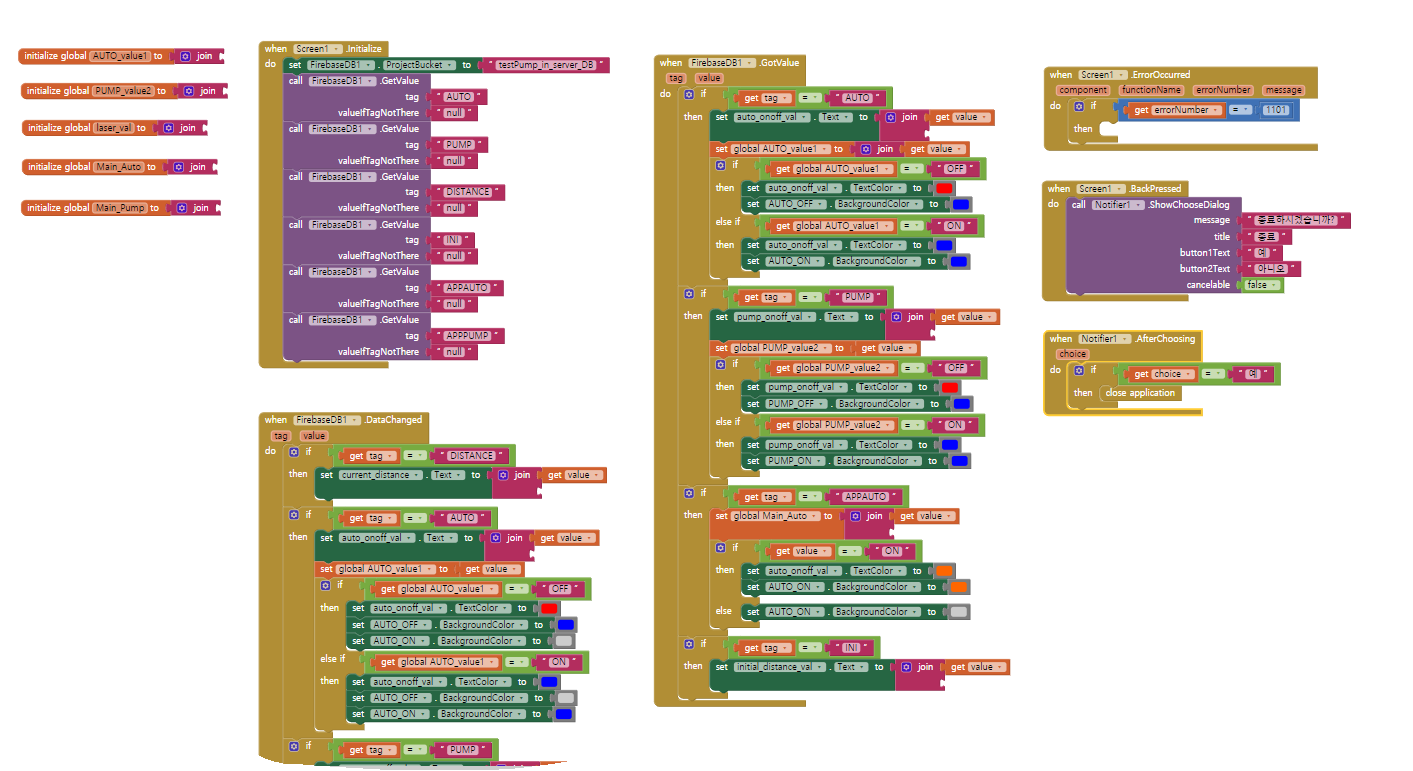 initialize global AUTO_value1 to join
initialize global PUMP_value2 to join
initialize global laser_val to join
initialize global Main_Auto to join
initialize global Main_Pump to join
when Screen1 .Initialize
do set FirebaseDB1 . ProjectBucket to " testPump_in_server_DB "
call FirebaseDB1 .GetValue
tag " AUTO "
valueIfTagNotThere " null "
call FirebaseDB1 .GetValue
tag " PUMP "
valueIfTagNotThere " null "
call FirebaseDB1 .GetValue
tag " DISTANCE "
valueIfTagNotThere " null "
call FirebaseDB1 .GetValue
tag " INI "
valueIfTagNotThere " null "
call FirebaseDB1 .GetValue
tag " APPAUTO "
valueIfTagNotThere " null "
call FirebaseDB1 .GetValue
tag " APPPUMP "
valueIfTagNotThere " null "
when FirebaseDB1 .DataChanged
tag value
do if get tag = " DISTANCE "
then set current_distance . Text to join get value
if get tag = " AUTO "
then set auto_onoff_val . Text to join get value
set global AUTO_value1 to get value
if get global AUTO_value1 = " OFF "
then set auto_onoff_val . TextColor to
set AUTO_OFF . BackgroundColor to
set AUTO_ON . BackgroundColor to
else if get global AUTO_value1 = " ON "
then set auto_onoff_val . TextColor to
set AUTO_OFF . BackgroundColor to
set AUTO_ON . BackgroundColor to
if get tag = " PUMP "
when FirebaseDB1 .GotValue
tag value
do if get tag = " AUTO "
then set auto_onoff_val . Text to join get value
set global AUTO_value1 to join get value
if get global AUTO_value1 = " OFF "
then set auto_onoff_val . TextColor to
set AUTO_OFF . BackgroundColor to
else if get global AUTO_value1 = " ON "
then set auto_onoff_val . TextColor to
set AUTO_ON . BackgroundColor to
if get tag = " PUMP "
then set pump_onoff_val . Text to join get value
set global PUMP_value2 to get value
if get global PUMP_value2 = " OFF "
then set pump_onoff_val . TextColor to
set PUMP_OFF . BackgroundColor to
else if get global PUMP_value2 = " ON "
then set pump_onoff_val . TextColor to
set PUMP_ON . BackgroundColor to
if get tag = " APPAUTO "
then set global Main_Auto to join get value
if get value = " ON "
then set auto_onoff_val . TextColor to
set AUTO_ON . BackgroundColor to
else set AUTO_ON . BackgroundColor to
if get tag = " INI "
then set initial_distance_val . Text to join get value
when Screen1 .ErrorOccurred
component functionName errorNumber message
do if get errorNumber = 1101
then
when Screen1 .BackPressed
do call Notifier1 .ShowChooseDialog
message " 종료하시겠습니까? "
title " 종료 "
button1Text " 예 "
button2Text " 아니오 "
cancelable false
when Notifier1 .AfterChoosing
choice
do if get choice = " 예 "
then close application